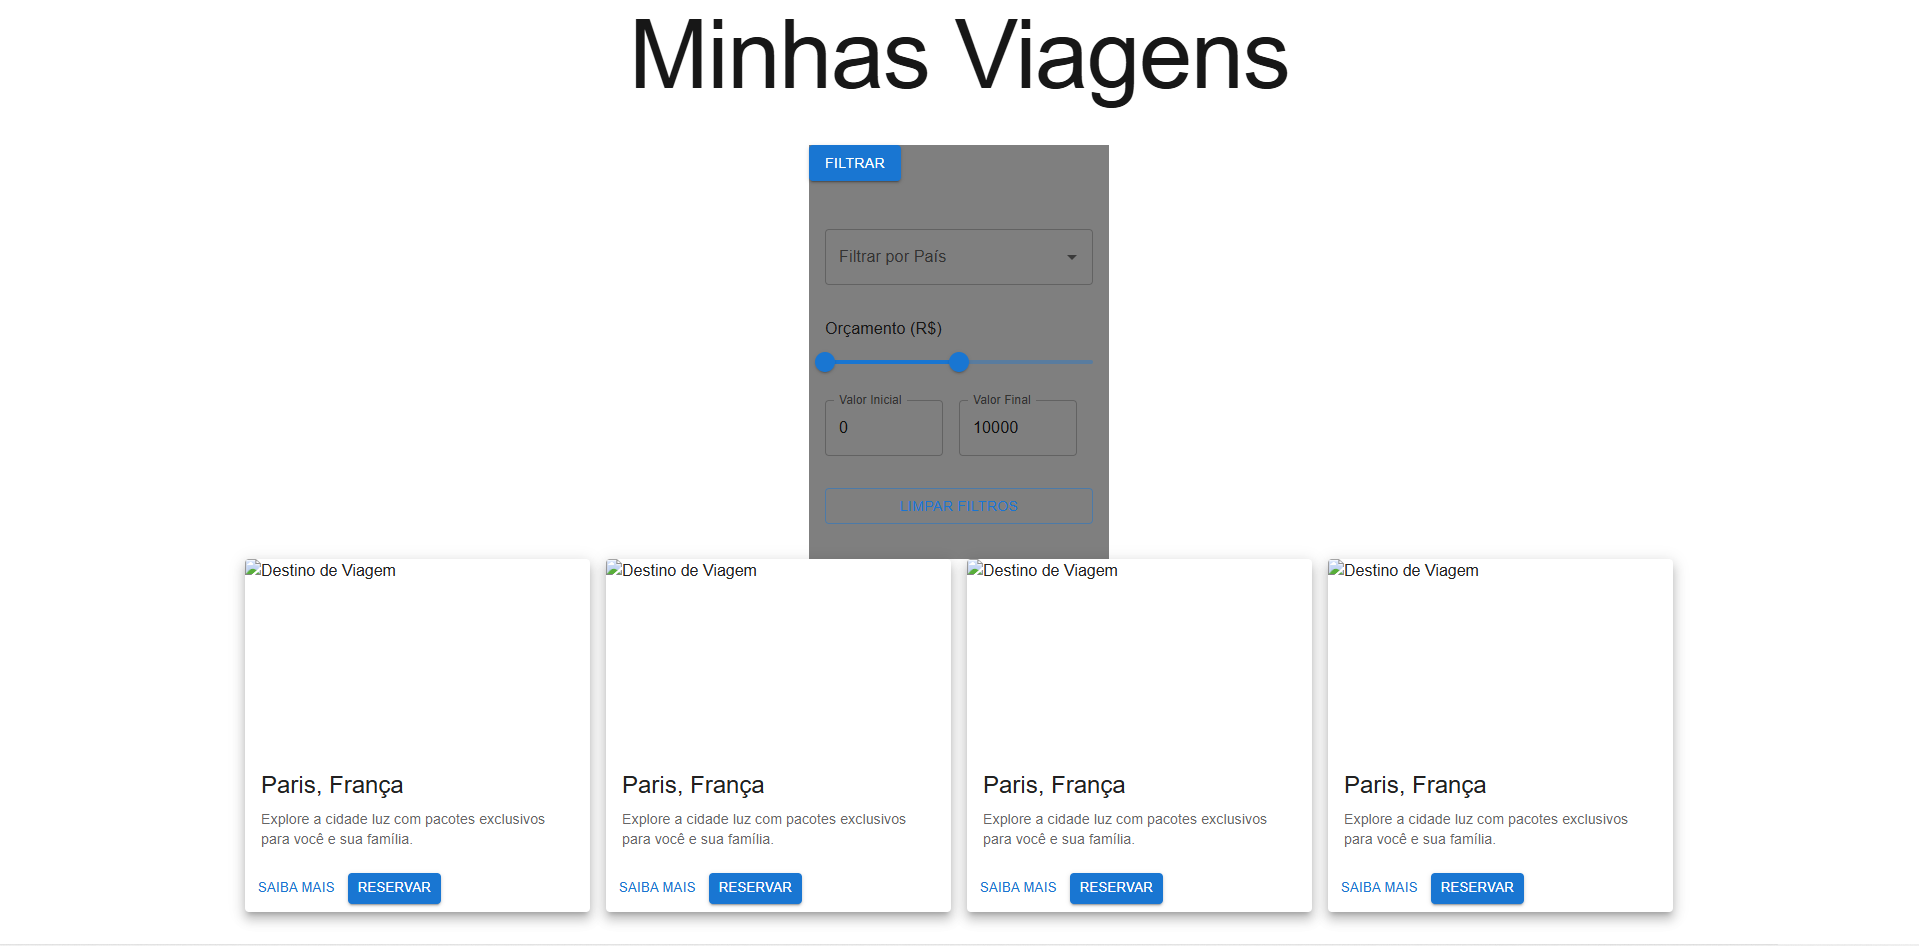 Minhas Viagens
FILTRAR
Filtrar por País
Orçamento (R$)
Valor Inicial
0
Valor Final
10000
LIMPAR FILTROS
Destino de Viagem
Paris, França
Explore a cidade luz com pacotes exclusivos
para você e sua família.
SAIBA MAIS RESERVAR
Destino de Viagem
Paris, França
Explore a cidade luz com pacotes exclusivos
para você e sua família.
SAIBA MAIS RESERVAR
Destino de Viagem
Paris, França
Explore a cidade luz com pacotes exclusivos
para você e sua família.
SAIBA MAIS RESERVAR
Destino de Viagem
Paris, França
Explore a cidade luz com pacotes exclusivos
para você e sua família.
SAIBA MAIS RESERVAR